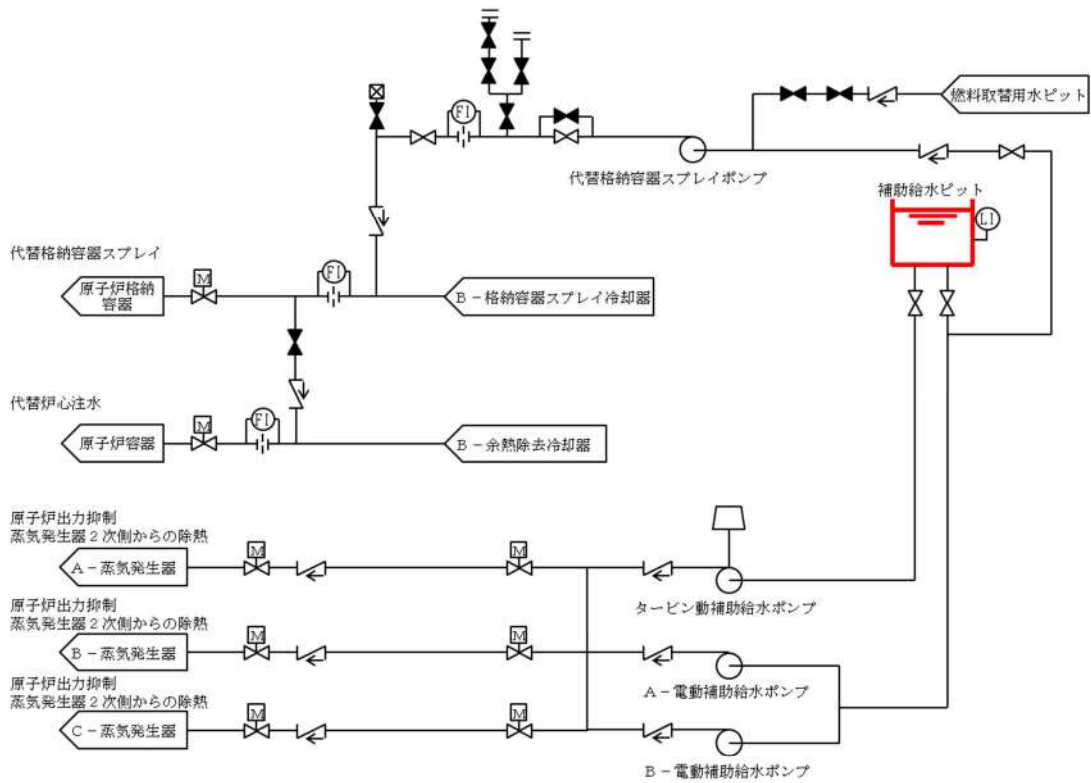 FI
燃料取替用水ピット
代替格納容器スプレイポンプ
補助給水ピット
LI
代替格納容器スプレイ
M
原子炉格納
容器
FI
B－格納容器スプレイ冷却器
代替炉心注水
M
原子炉容器
FI
B－余熱除去冷却器
原子炉出力抑制
蒸気発生器２次側からの除熱
A－蒸気発生器
M
M
タービン動補助給水ポンプ
原子炉出力抑制
蒸気発生器２次側からの除熱
B－蒸気発生器
M
M
A－電動補助給水ポンプ
原子炉出力抑制
蒸気発生器２次側からの除熱
C－蒸気発生器
M
M
B－電動補助給水ポンプ